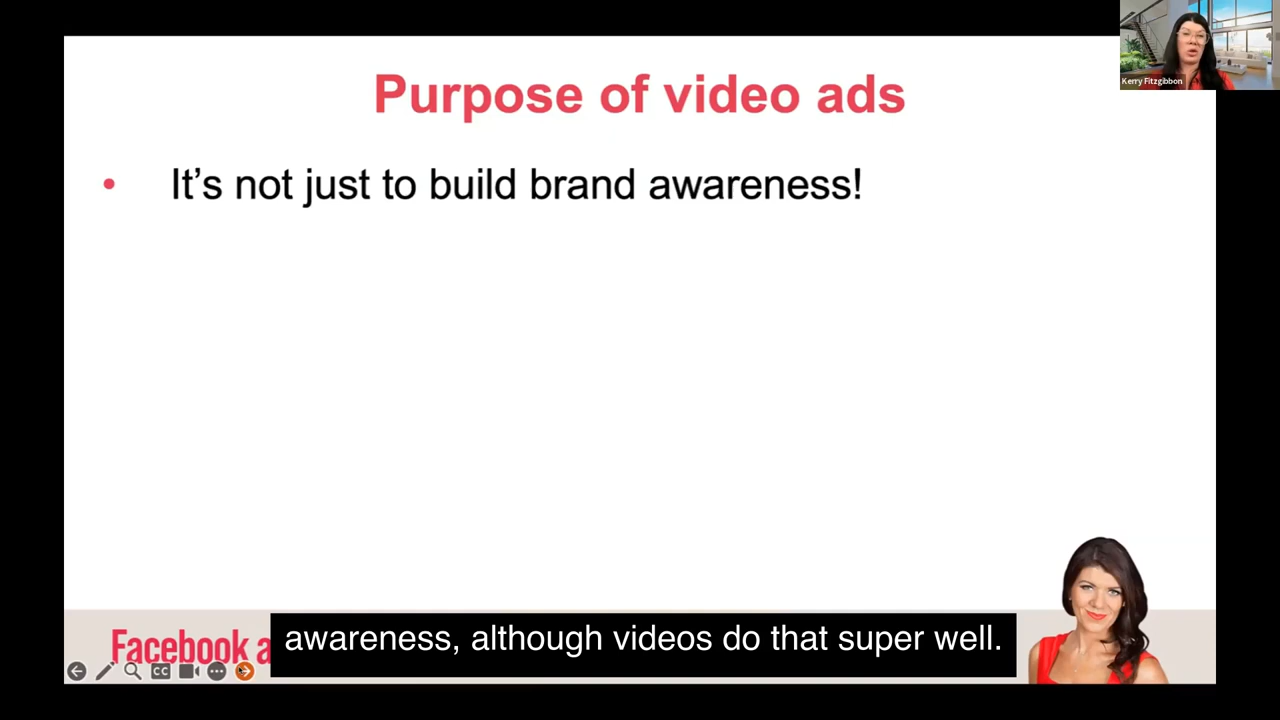 Kerry Fitzgibbon
Purpose of video ads
• It's not just to build brand awareness!
Facebook a
awareness, although videos do that super well.
CC